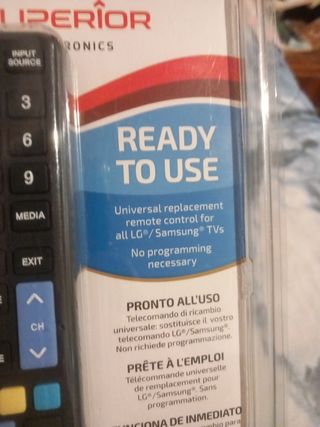 SUPERIOR
RONICS
INPUT
SOURCE
3
6
9
MEDIA
EXIT
CH
READY
TO USE
Universal replacement
remote control for
all LG®/Samsung® TVs
No programming
necessary
PRONTO ALL'USO
Telecomando di ricambio
universale: sostituisce il vostro
telecomando LG®/Samsung®.
Non richiede programmazione.
PRÊTE À L'EMPLOI
Télécommande universelle
de remplacement pour
LG®/Samsung®. Sans
programmation.
FUNCIONA DE INMEDIATO